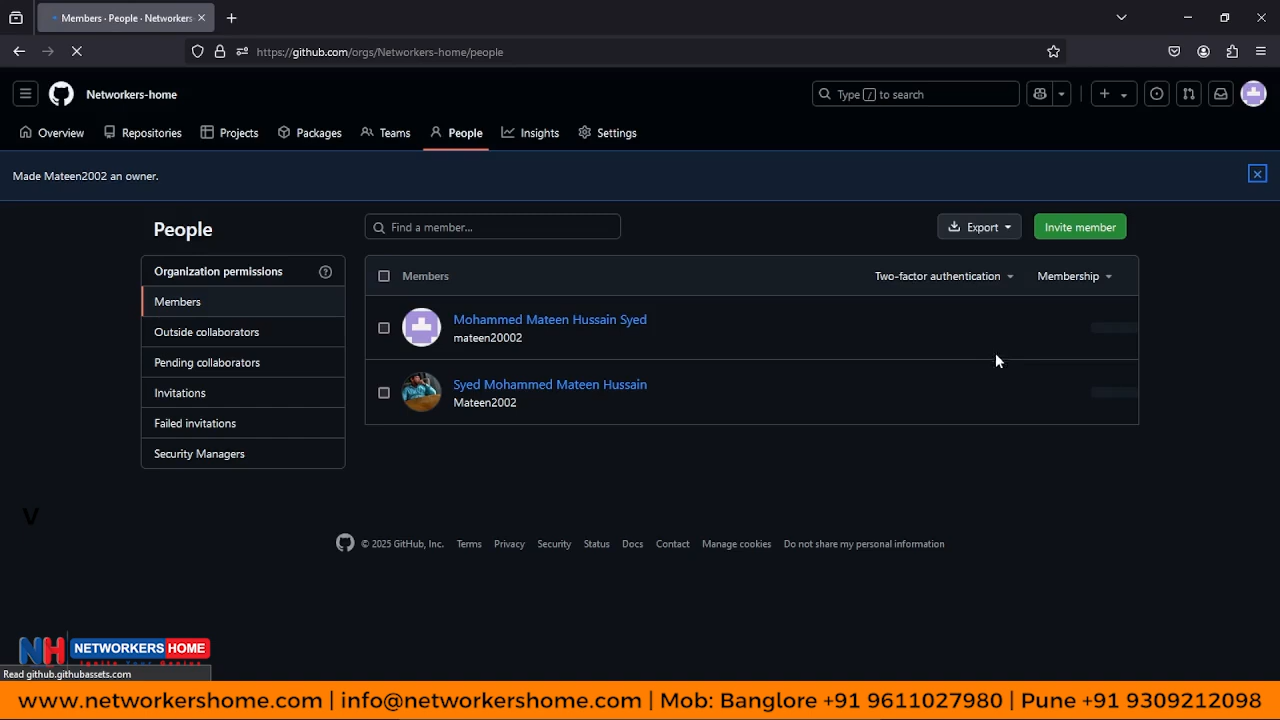 Members · People · Networkers-
https://github.com/orgs/Networkers-home/people
Networkers-home
Type / to search
Overview
Repositories
Projects
Packages
Teams
People
Insights
Settings
Made Mateen2002 an owner.
People
Find a member...
Export
Invite member
Organization permissions
Members
Outside collaborators
Pending collaborators
Invitations
Failed invitations
Security Managers
Members
Two-factor authentication
Membership
Mohammed Mateen Hussain Syed
mateen20002
Syed Mohammed Mateen Hussain
Mateen2002
V
© 2025 GitHub, Inc.
Terms
Privacy
Security
Status
Docs
Contact
Manage cookies
Do not share my personal information
NH NETWORKERS HOME
Read github.githubassets.com
www.networkershome.com | info@networkershome.com | Mob: Banglore +91 9611027980 | Pune +91 9309212098